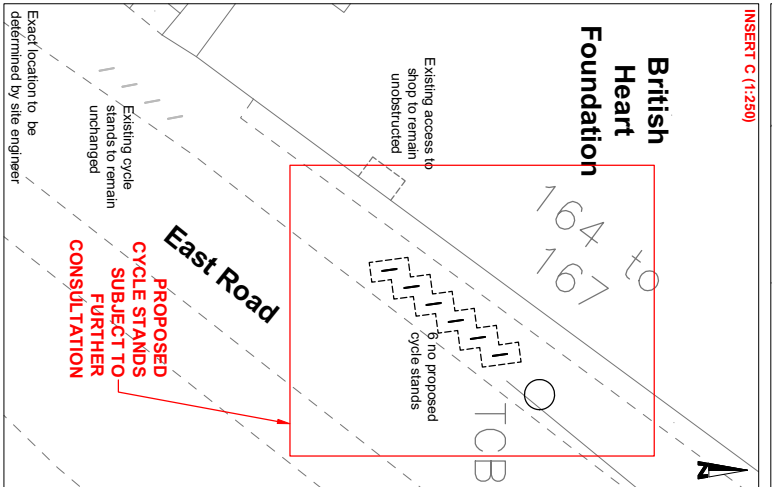 INSERT C (1:250)
British
Heart
Foundation
164 to
167
Existing access to
shop to remain
unobstructed
6 no proposed
cycle stands
TCB
East Road
Existing cycle
stands to remain
unchanged
PROPOSED
CYCLE STANDS
SUBJECT TO
FURTHER
CONSULTATION
Exact location to be
determined by site engineer
N